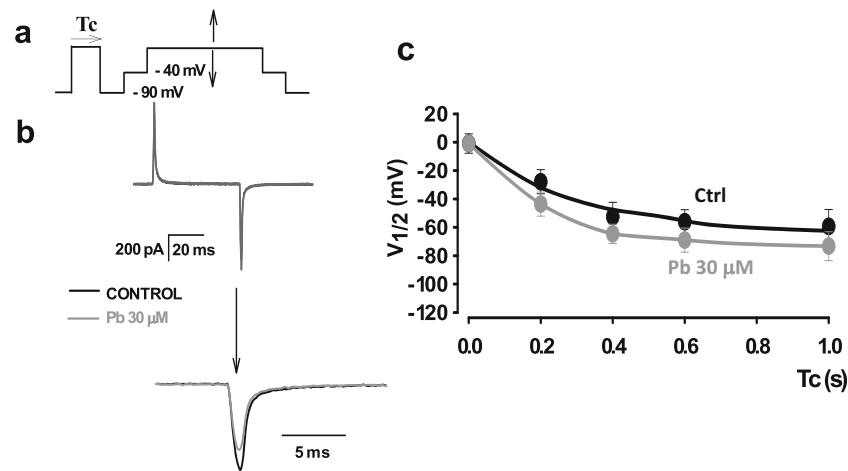 a
Tc
- 40 mV
- 90 mV
b
200 pA
20 ms
CONTROL
Pb 30 µM
5 ms
c
V1/2 (mV)
20
0
-20
-40
-60
-80
-100
-120
Ctrl
Pb 30 µM
0.0 0.2 0.4 0.6 0.8 1.0
Tc (s)